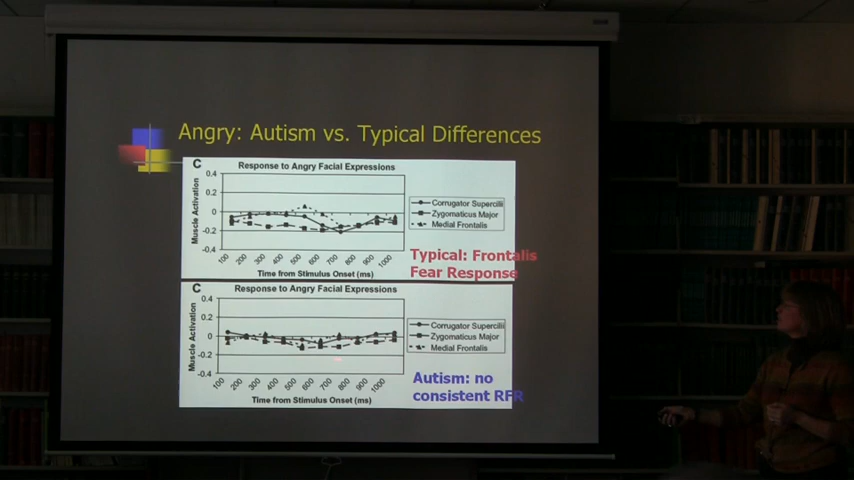 Angry: Autism vs. Typical Differences
C
Response to Angry Facial Expressions
Muscle Activation
0.4
0.2
0
-0.2
-0.4
100 200 300 400 500 600 700 800 900 1000
Time from Stimulus Onset (ms)
Corrugator Supercilii
Zygomaticus Major
Medial Frontalis
Typical: Frontalis
Fear Response
C
Response to Angry Facial Expressions
Muscle Activation
0.4
0.2
0
-0.2
-0.4
100 200 300 400 500 600 700 800 900 1000
Time from Stimulus Onset (ms)
Corrugator Supercilii
Zygomaticus Major
Medial Frontalis
Autism: no
consistent RFR